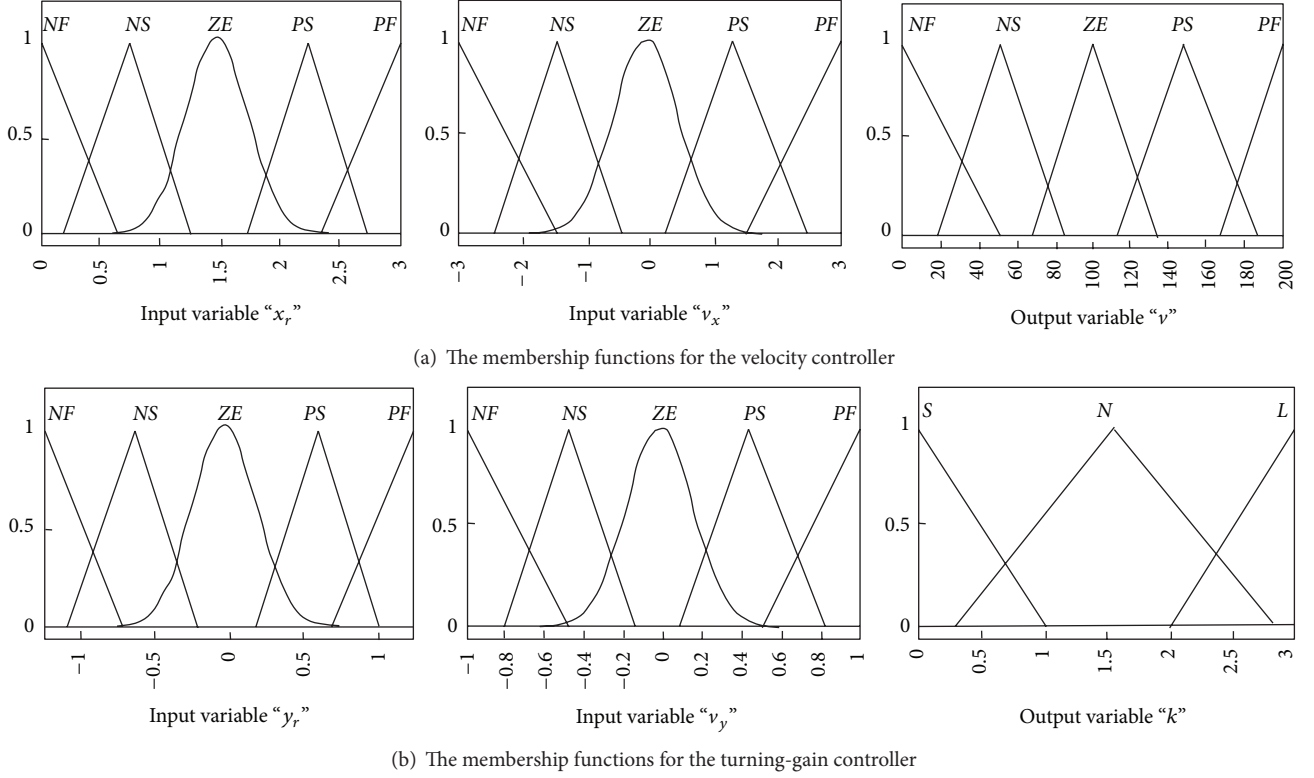 NF NS ZE PS PF
1
0.5
0
0 0.5 1 1.5 2 2.5 3
Input variable “x_r”
NF NS ZE PS PF
1
0.5
0
−3 −2 −1 0 1 2 3
Input variable “v_x”
NF NS ZE PS PF
1
0.5
0
0 20 40 60 80 100 120 140 160 180 200
Output variable “v”
(a) The membership functions for the velocity controller
NF NS ZE PS PF
1
0.5
0
−1 −0.5 0 0.5 1
Input variable “y_r”
NF NS ZE PS PF
1
0.5
0
−1 −0.8 −0.6 −0.4 −0.2 0 0.2 0.4 0.6 0.8 1
Input variable “v_y”
S N L
1
0.5
0
0 0.5 1 1.5 2 2.5 3
Output variable “k”
(b) The membership functions for the turning-gain controller